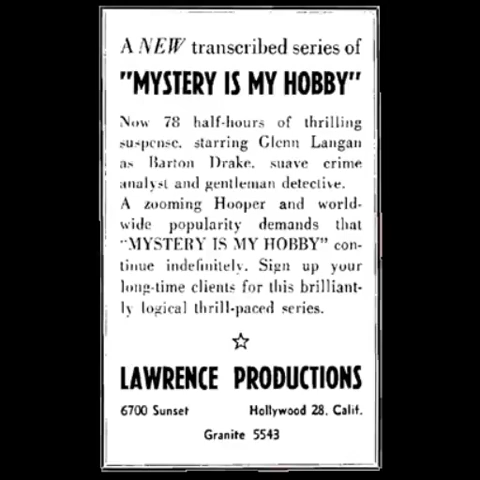 A NEW transcribed series of
"MYSTERY IS MY HOBBY"
Now 78 half-hours of thrilling
suspense, starring Glenn Langan
as Barton Drake, suave crime
analyst and gentleman detective.
A zooming Hooper and world-
wide popularity demands that
"MYSTERY IS MY HOBBY" con-
tinue indefinitely. Sign up your
long-time clients for this brilliant-
ly logical thrill-paced series.
LAWRENCE PRODUCTIONS
6700 Sunset Hollywood 28, Calif.
Granite 5543